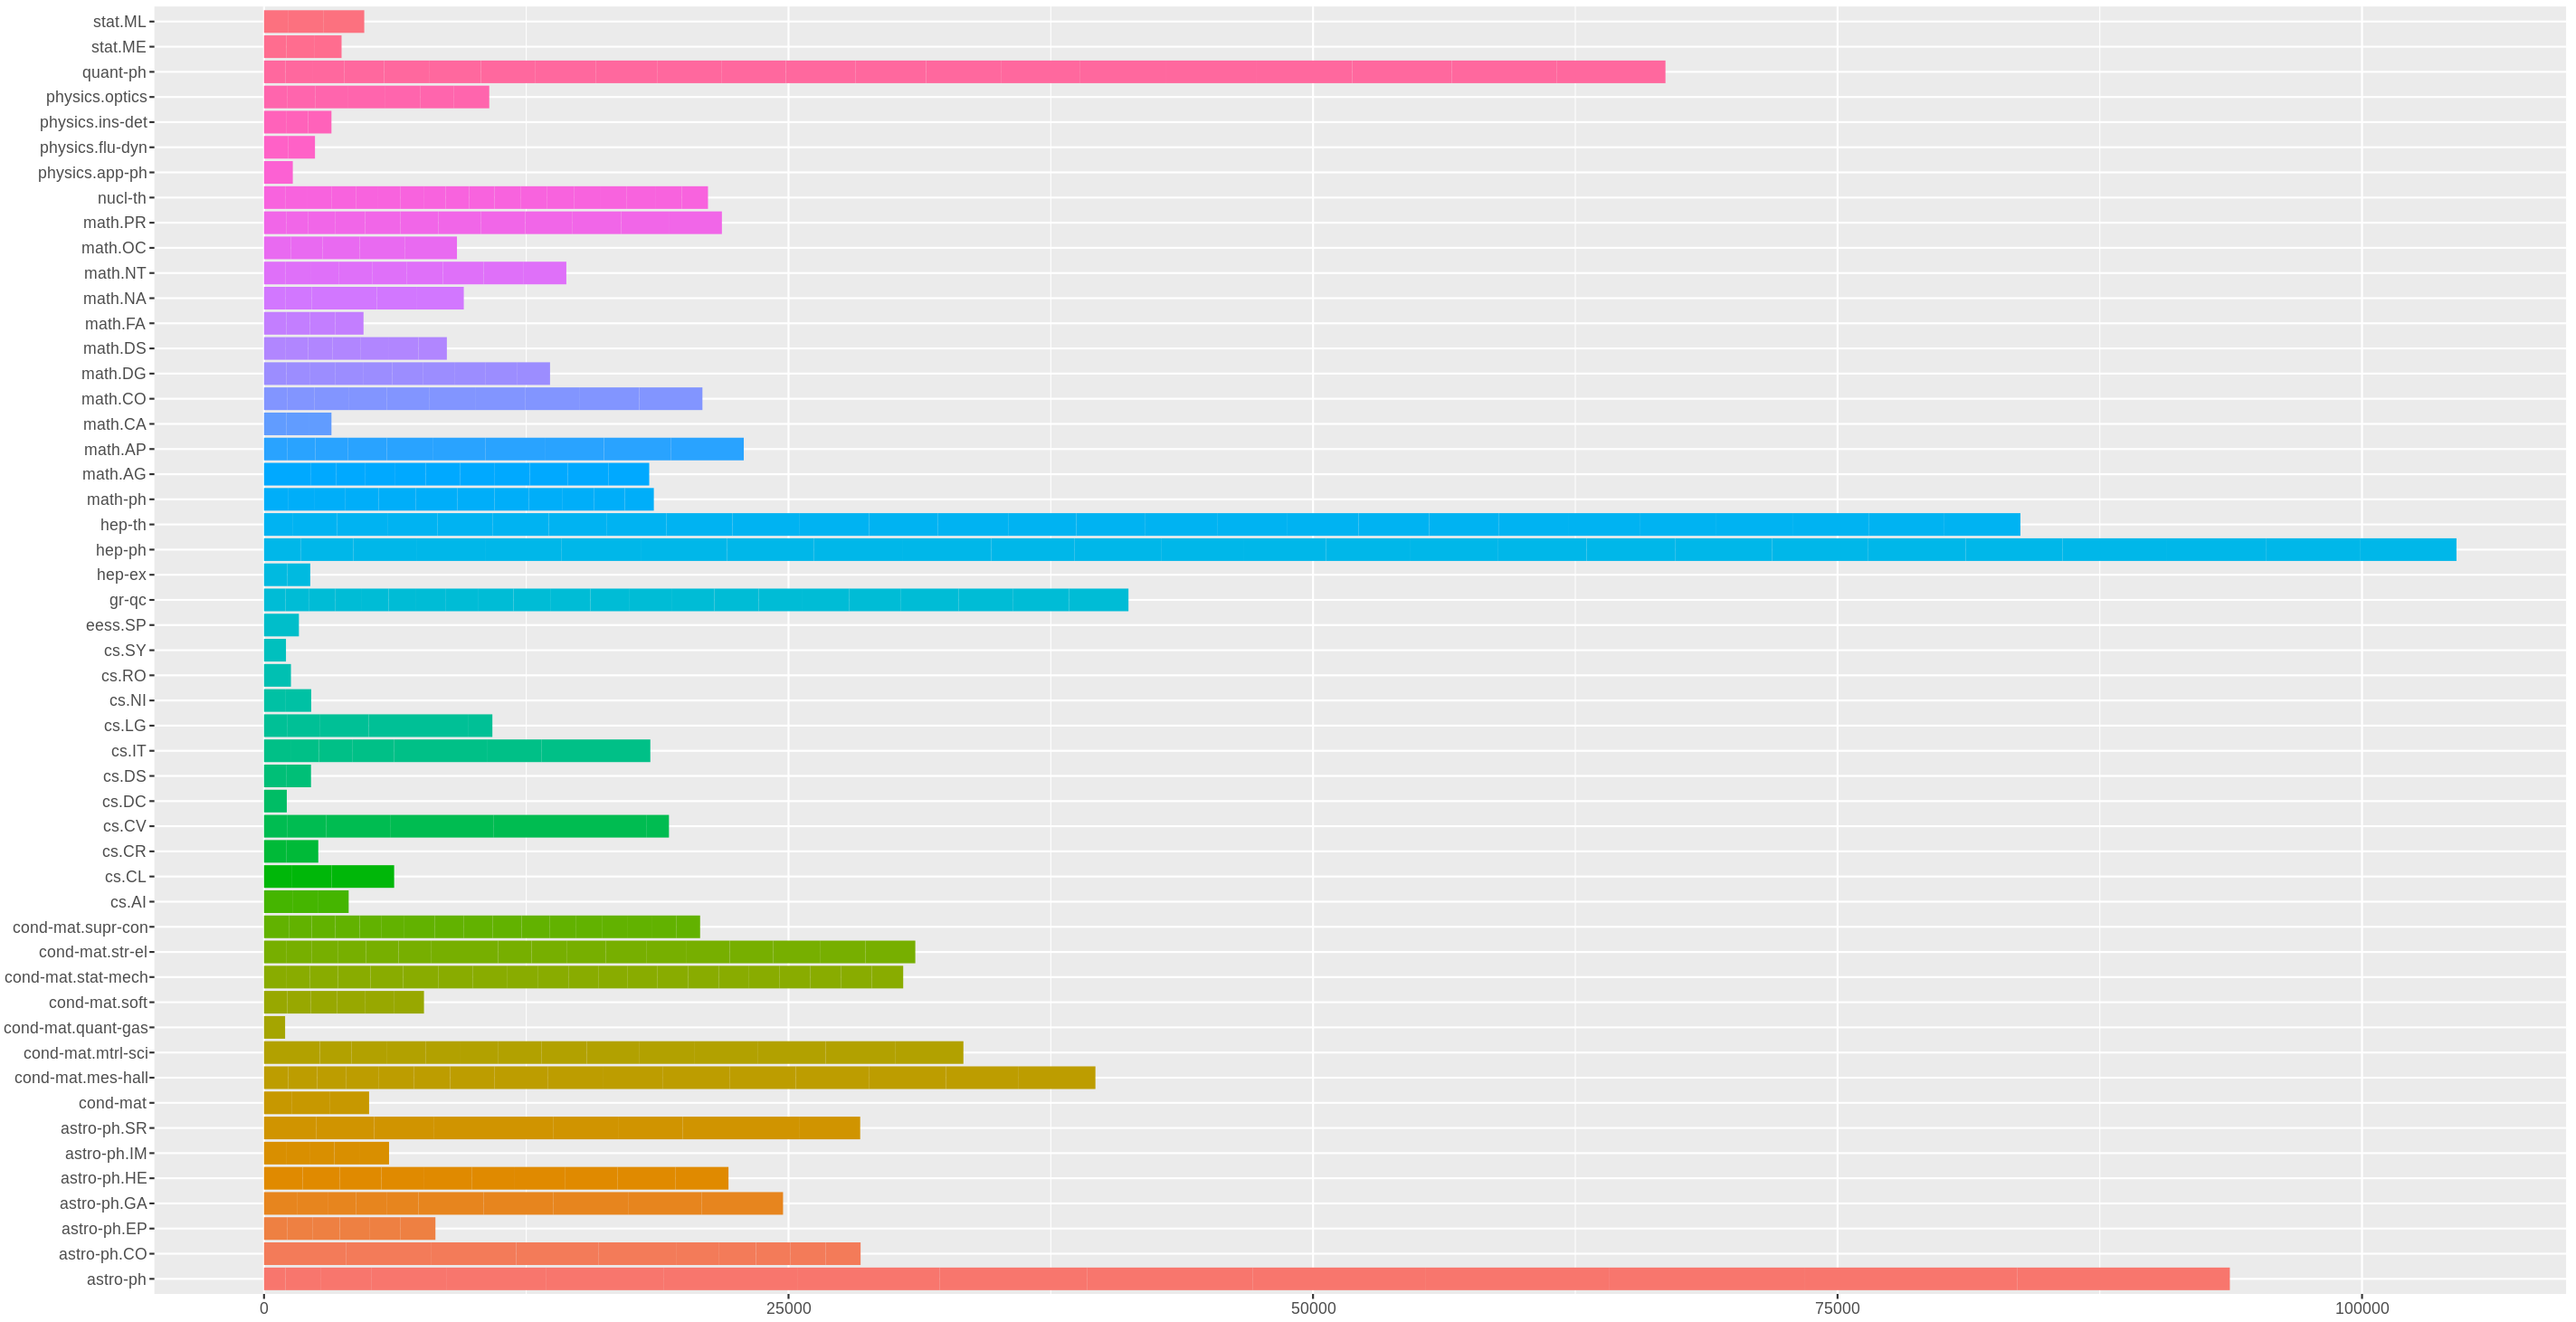 stat.ML
stat.ME
quant-ph
physics.optics
physics.ins-det
physics.flu-dyn
physics.app-ph
nucl-th
math.PR
math.OC
math.NT
math.NA
math.FA
math.DS
math.DG
math.CO
math.CA
math.AP
math.AG
math-ph
hep-th
hep-ph
hep-ex
gr-qc
eess.SP
cs.SY
cs.RO
cs.NI
cs.LG
cs.IT
cs.DS
cs.DC
cs.CV
cs.CR
cs.CL
cs.AI
cond-mat.supr-con
cond-mat.str-el
cond-mat.stat-mech
cond-mat.soft
cond-mat.quant-gas
cond-mat.mtrl-sci
cond-mat.mes-hall
cond-mat
astro-ph.SR
astro-ph.IM
astro-ph.HE
astro-ph.GA
astro-ph.EP
astro-ph.CO
astro-ph
0 25000 50000 75000 100000